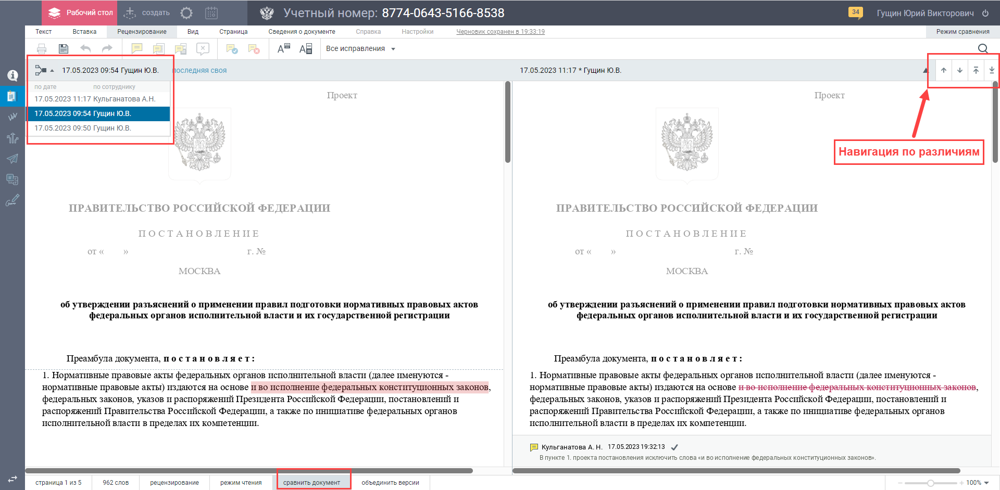 Рабочий стол
создать
Учетный номер: 8774-0643-5166-8538
34
Гущин Юрий Викторович
Текст
Вставка
Рецензирование
Вид
Страница
Сведения о документе
Справка
Настройки
Черновик сохранен в 19:33:19
Режим сравнения
Все исправления
17.05.2023 09:54 Гущин Ю.В.
последняя своя
по дате
по сотруднику
17.05.2023 11:17 Кульганатова А.Н.
17.05.2023 09:54 Гущин Ю.В.
17.05.2023 09:50 Гущин Ю.В.
17.05.2023 11:17 * Гущин Ю.В.
Навигация по различиям
Проект
ПРАВИТЕЛЬСТВО РОССИЙСКОЙ ФЕДЕРАЦИИ
ПОСТАНОВЛЕНИЕ
от « » г. №
МОСКВА
об утверждении разъяснений о применении правил подготовки нормативных правовых актов
федеральных органов исполнительной власти и их государственной регистрации
Преамбула документа, постановляет:
1. Нормативные правовые акты федеральных органов исполнительной власти (далее именуются -
нормативные правовые акты) издаются на основе и во исполнение федеральных конституционных законов,
федеральных законов, указов и распоряжений Президента Российской Федерации, постановлений и
распоряжений Правительства Российской Федерации, а также по инициативе федеральных органов
исполнительной власти в пределах их компетенции.
Проект
ПРАВИТЕЛЬСТВО РОССИЙСКОЙ ФЕДЕРАЦИИ
ПОСТАНОВЛЕНИЕ
от « » г. №
МОСКВА
об утверждении разъяснений о применении правил подготовки нормативных правовых актов
федеральных органов исполнительной власти и их государственной регистрации
Преамбула документа, постановляет:
1. Нормативные правовые акты федеральных органов исполнительной власти (далее именуются -
нормативные правовые акты) издаются на основе и во исполнение федеральных конституционных законов,
федеральных законов, указов и распоряжений Президента Российской Федерации, постановлений и
распоряжений Правительства Российской Федерации, а также по инициативе федеральных органов
исполнительной власти в пределах их компетенции.
Кульганатова А. Н. 17.05.2023 19:32:13
В пункте 1. проекта постановления исключить слова «и во исполнение федеральных конституционных законов».
страница 1 из 5
962 слов
рецензирование
режим чтения
сравнить документ
объединить версии
100%